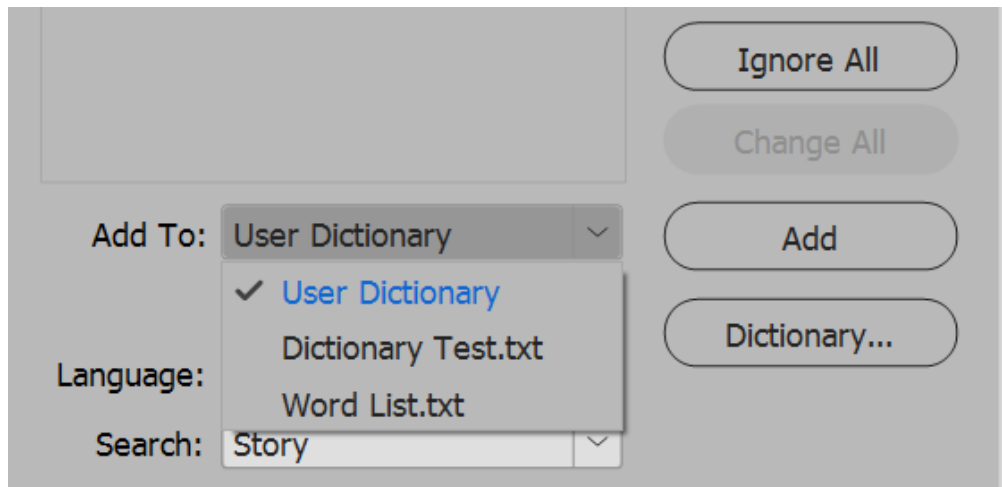 Ignore All
Change All
Add To: User Dictionary
Add
User Dictionary
Dictionary Test.txt
Dictionary...
Language:
Word List.txt
Search: Story